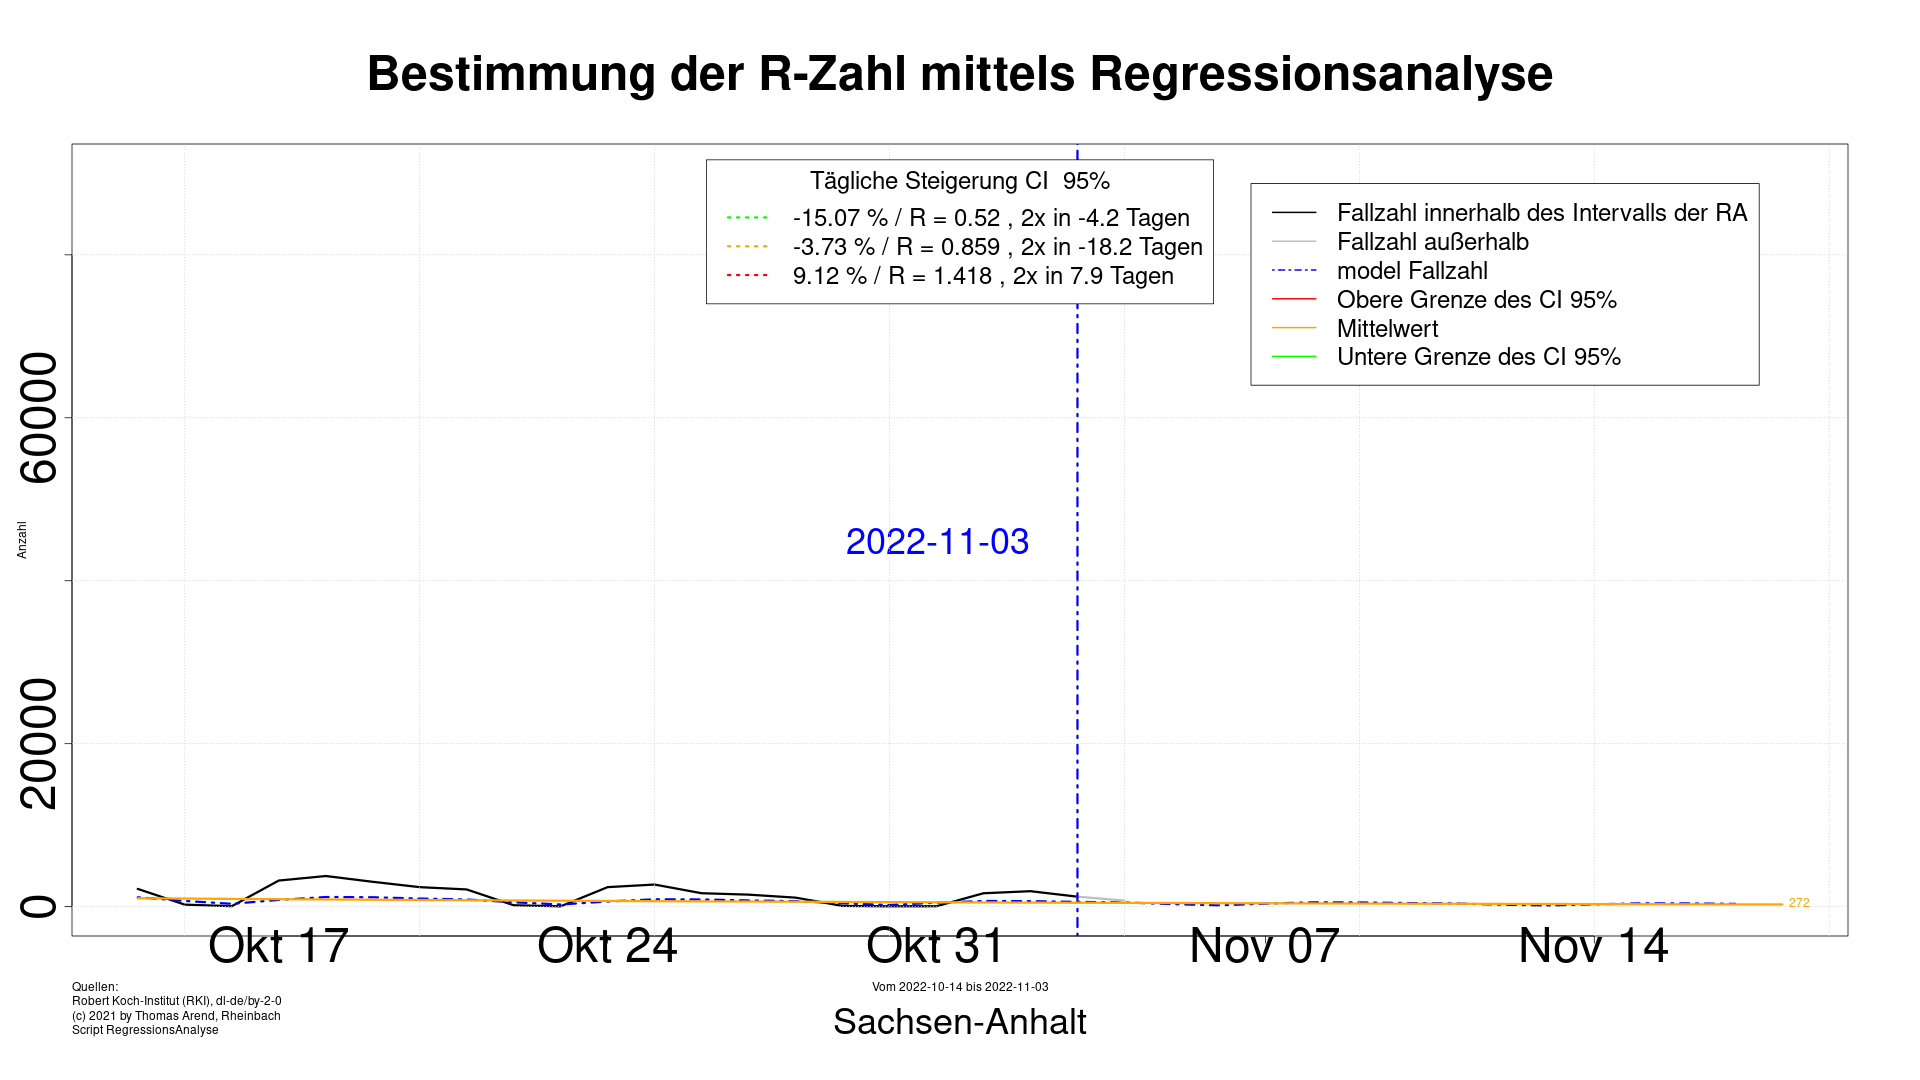 Bestimmung der R-Zahl mittels Regressionsanalyse
Tägliche Steigerung CI  95%
-15.07 % / R = 0.52 , 2x in -4.2 Tagen
-3.73 % / R = 0.859 , 2x in -18.2 Tagen
9.12 % / R = 1.418 , 2x in 7.9 Tagen
Fallzahl innerhalb des Intervalls der RA
Fallzahl außerhalb
model Fallzahl
Obere Grenze des CI 95%
Mittelwert
Untere Grenze des CI 95%
60000
20000
0
Anzahl
2022-11-03
272
Okt 17
Okt 24
Okt 31
Nov 07
Nov 14
Quellen:
Robert Koch-Institut (RKI), dl-de/by-2-0
(c) 2021 by Thomas Arend, Rheinbach
Script RegressionsAnalyse
Vom 2022-10-14 bis 2022-11-03
Sachsen-Anhalt